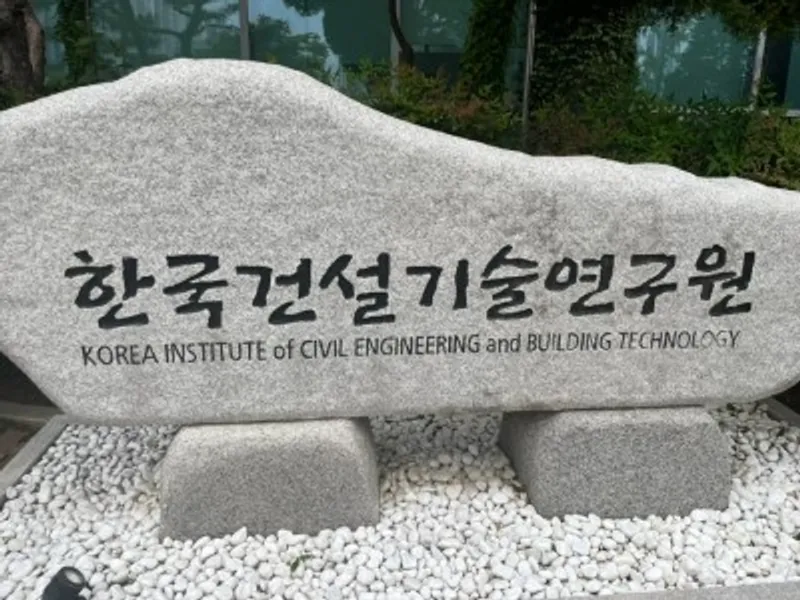 한국건설기술연구원
KOREA INSTITUTE of CIVIL ENGINEERING and BUILDING TECHNOLOGY